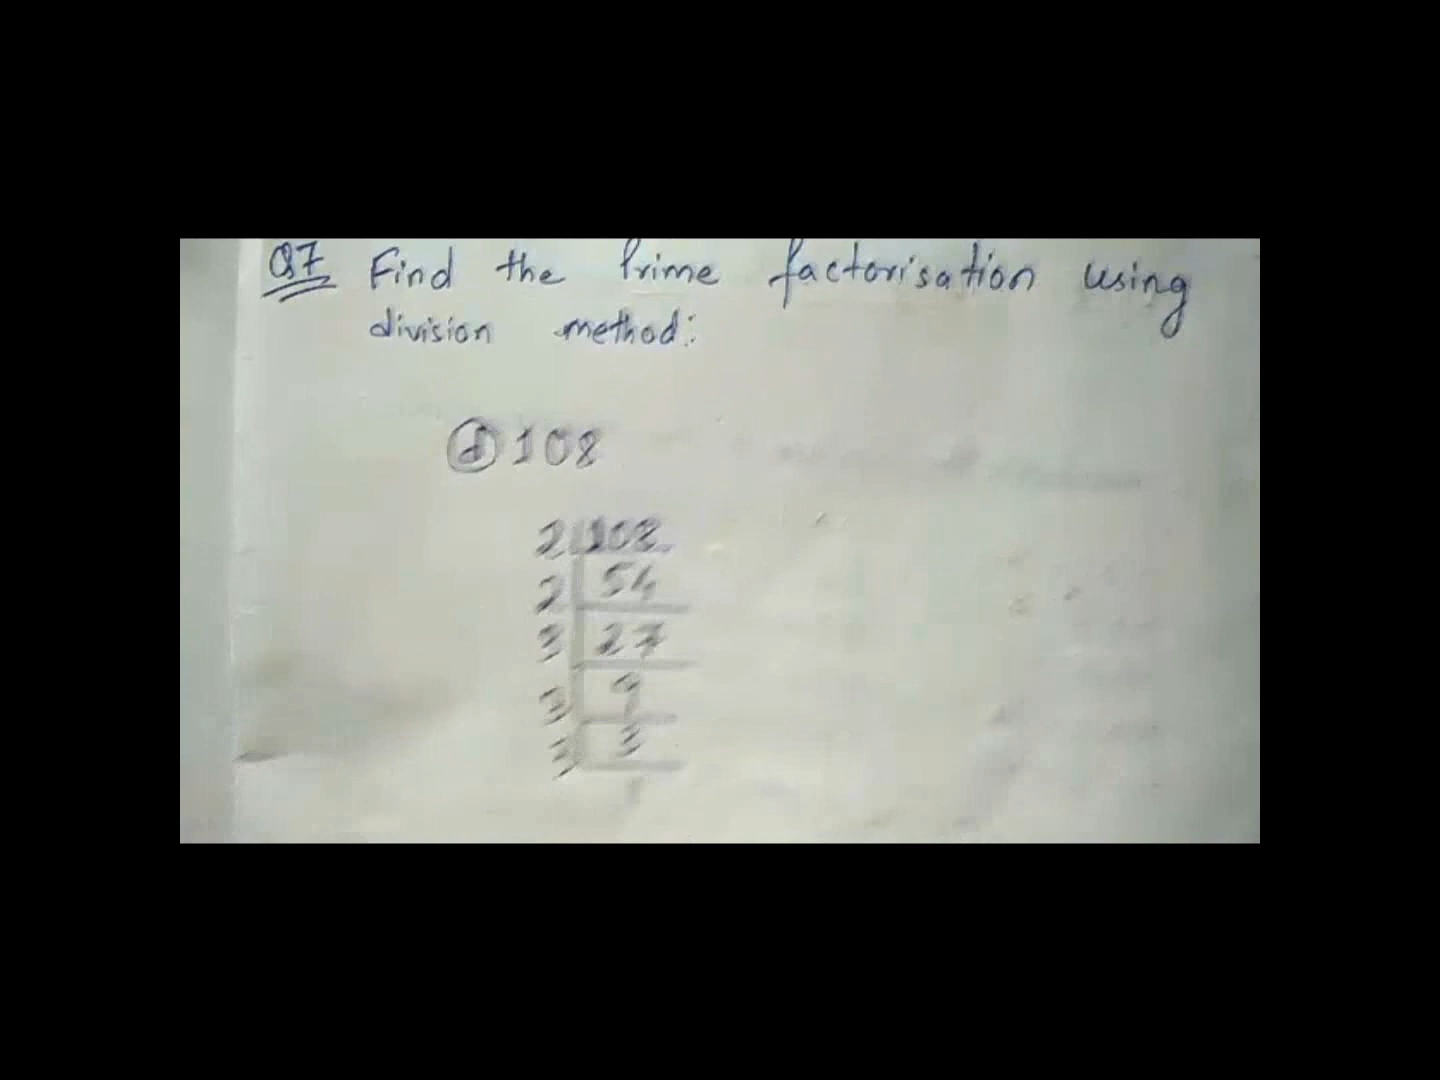 Q7 Find the Prime factorisation using
division method:
d 108
2 108
2 54
3 27
3 9
3 3
1